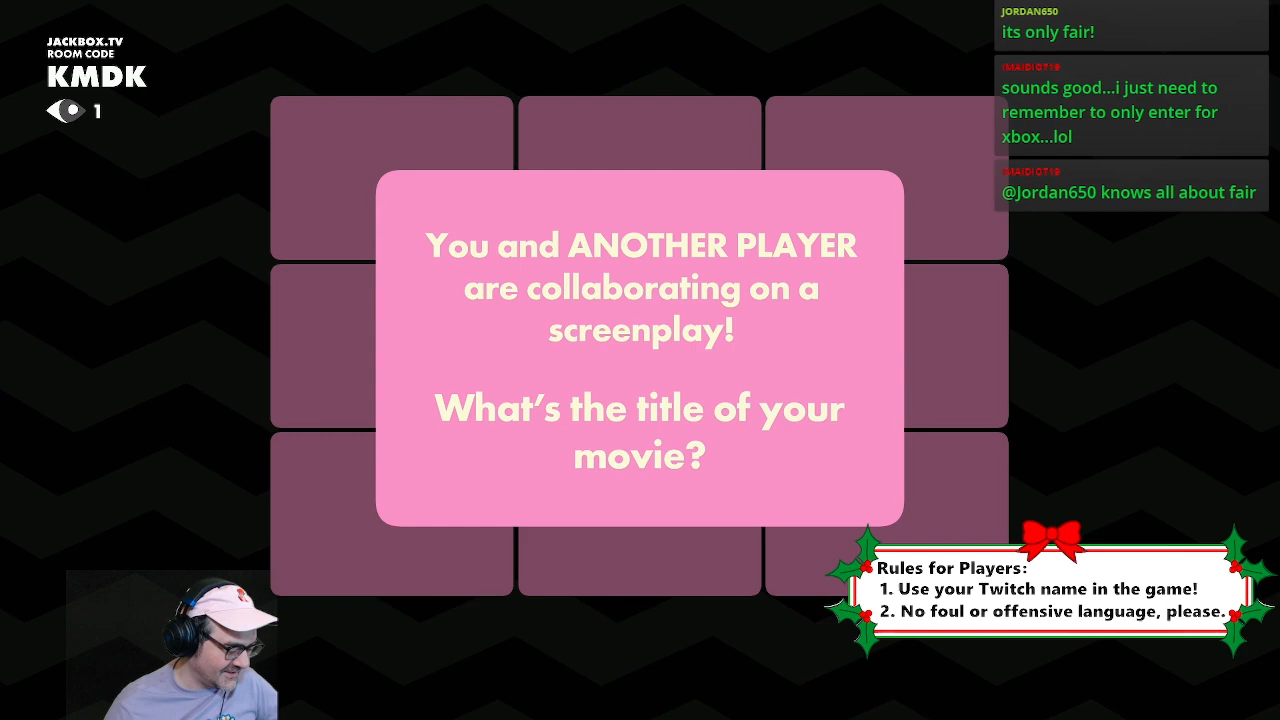 JACKBOX.TV
ROOM CODE
KMDK
1
You and ANOTHER PLAYER
are collaborating on a
screenplay!
What's the title of your
movie?
JORDAN650
its only fair!
IMAIDIOT19
sounds good...i just need to
remember to only enter for
xbox...lol
IMAIDIOT19
@Jordan650 knows all about fair
Rules for Players:
1. Use your Twitch name in the game!
2. No foul or offensive language, please.